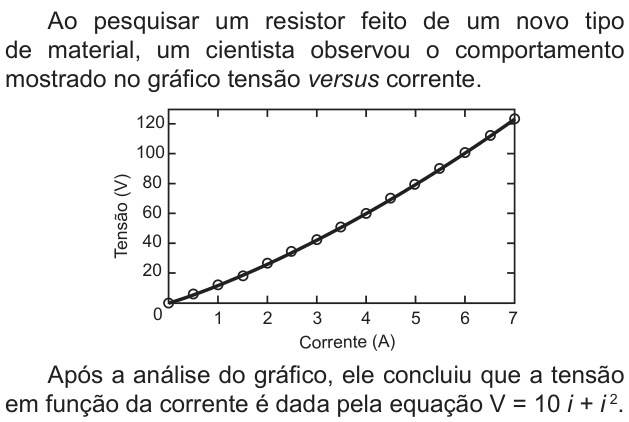 Ao pesquisar um resistor feito de um novo tipo
de material, um cientista observou o comportamento
mostrado no gráfico tensão versus corrente.
120
100
80
60
40
20
0
Tensão (V)
1 2 3 4 5 6 7
Corrente (A)
Após a análise do gráfico, ele concluiu que a tensão
em função da corrente é dada pela equação V = 10 i + i².